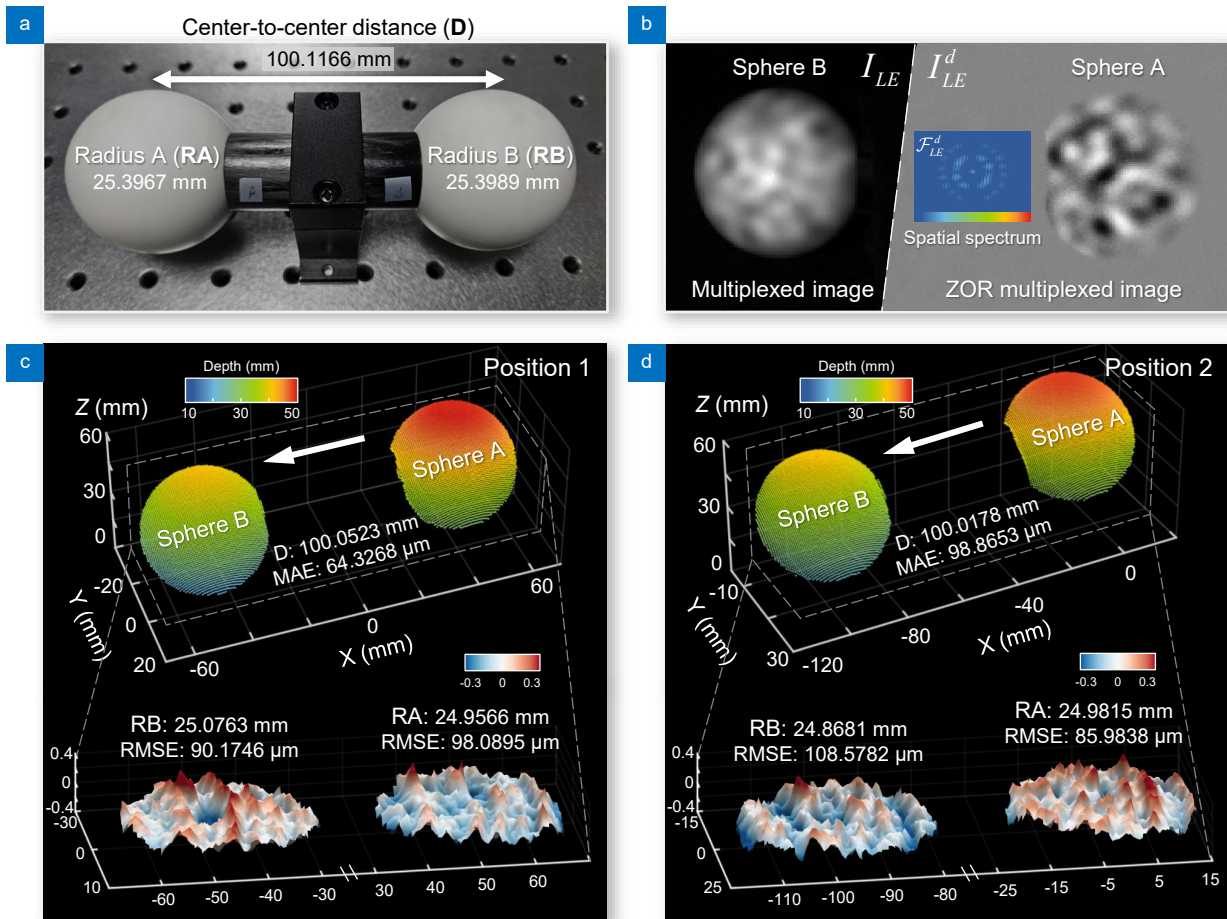 a
Center-to-center distance (D)
100.1166 mm
Radius A (RA)
25.3967 mm
Radius B (RB)
25.3989 mm
b
Sphere B
I_LE
I^d_LE
Sphere A
F^d_LE
Spatial spectrum
Multiplexed image
ZOR multiplexed image
c
Depth (mm)
10 30 50
Position 1
Z (mm)
60
30
0
Sphere A
Sphere B
D: 100.0523 mm
MAE: 64.3268 µm
-20
0
20
Y (mm)
-60 0 60
X (mm)
-0.3 0 0.3
RB: 25.0763 mm
RMSE: 90.1746 µm
RA: 24.9566 mm
RMSE: 98.0895 µm
0.4
0
-0.4
-30
0
10
-60 -50 -40 -30 30 40 50 60
d
Depth (mm)
10 30 50
Position 2
Z (mm)
60
30
0
Sphere A
Sphere B
D: 100.0178 mm
MAE: 98.8653 µm
-10
30
Y (mm)
-120 -80 -40 0
X (mm)
-0.3 0 0.3
RB: 24.8681 mm
RMSE: 108.5782 µm
RA: 24.9815 mm
RMSE: 85.9838 µm
0.4
0
-0.4
-15
0
25
-110 -100 -90 -80 -25 -15 -5 5 15